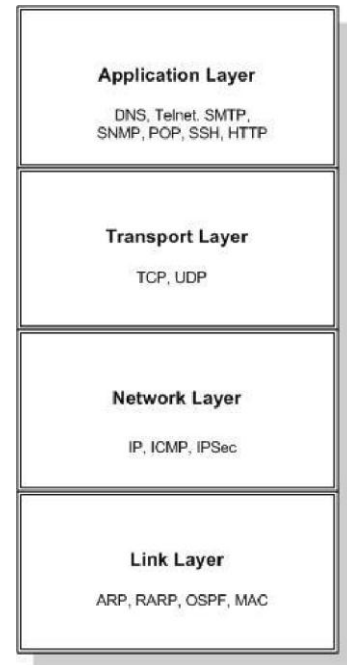 Application Layer
DNS, Telnet. SMTP,
SNMP, POP, SSH, HTTP
Transport Layer
TCP, UDP
Network Layer
IP, ICMP, IPSec
Link Layer
ARP, RARP, OSPF, MAC